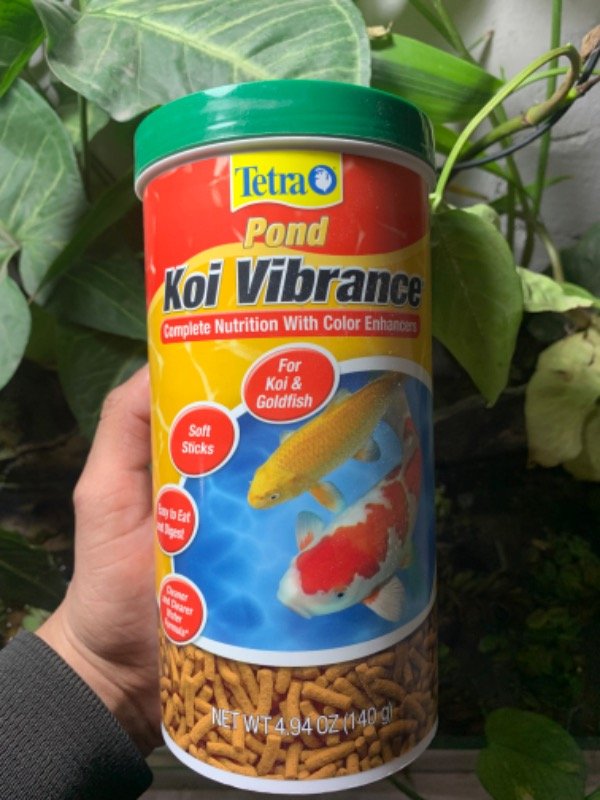 Tetra
Pond
Koi Vibrance
Complete Nutrition With Color Enhancers
For
Koi &
Goldfish
Soft
Sticks
Easy to Eat
and Digest
Cleaner
and Clearer
Water
Formula*
NET WT 4.94 OZ (140 g)